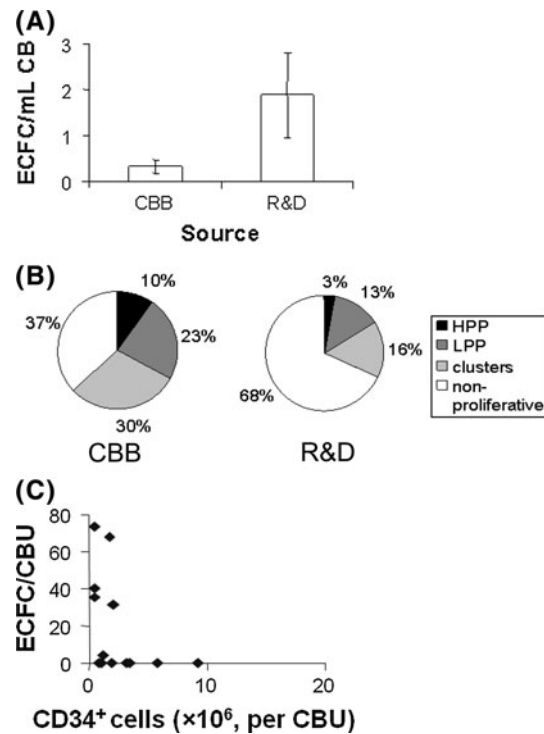 (A)
ECFC/mL CB
3
2
1
0
CBB R&D
Source
(B)
10%
23%
30%
37%
CBB
3%
13%
16%
68%
R&D
HPP
LPP
clusters
non-
proliferative
(C)
ECFC/CBU
80
60
40
20
0
0 10 20
CD34⁺ cells (×10⁶, per CBU)